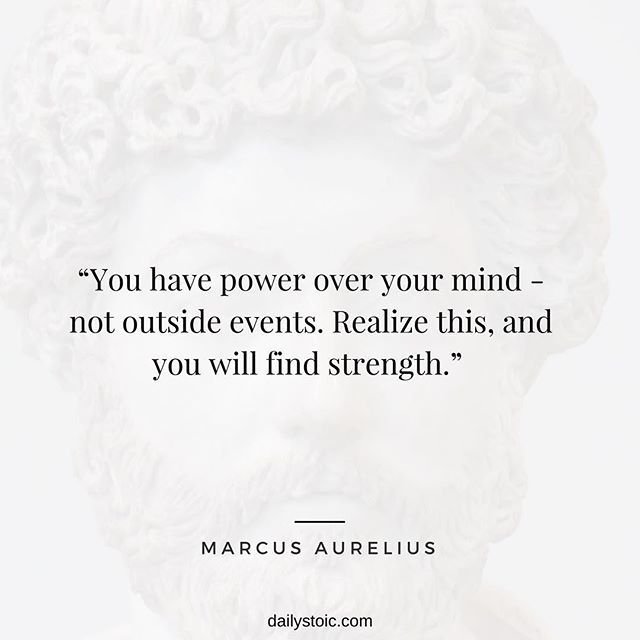 “You have power over your mind -
not outside events. Realize this, and
you will find strength.”
MARCUS AURELIUS
dailystoic.com